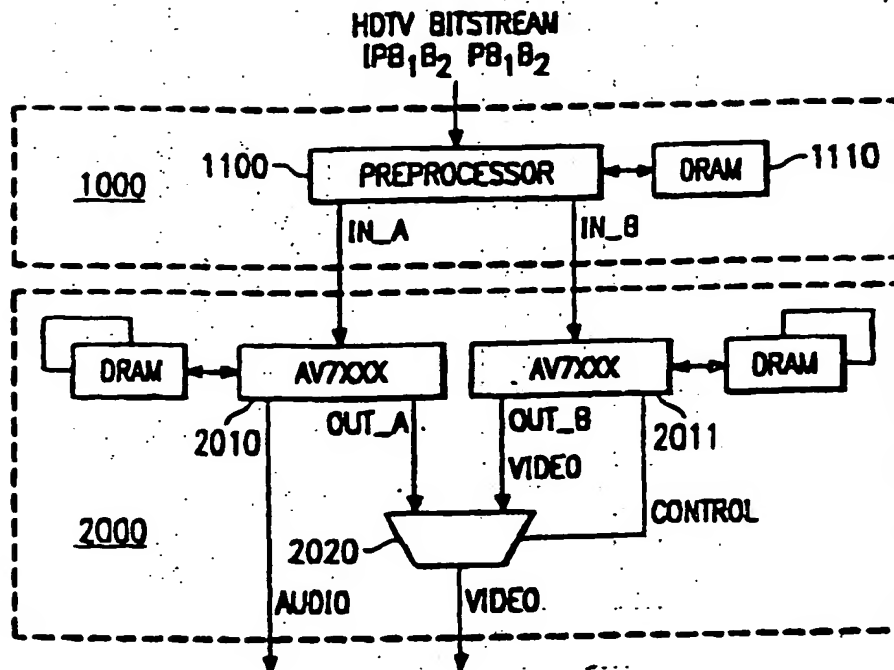 HDTV BITSTREAM
IPB₁B₂ PB₁B₂
1000
1100
PREPROCESSOR
DRAM
1110
IN_A
IN_B
DRAM
AV7XXX
AV7XXX
DRAM
2010
OUT_A
OUT_B
2011
VIDEO
2000
2020
CONTROL
AUDIO
VIDEO